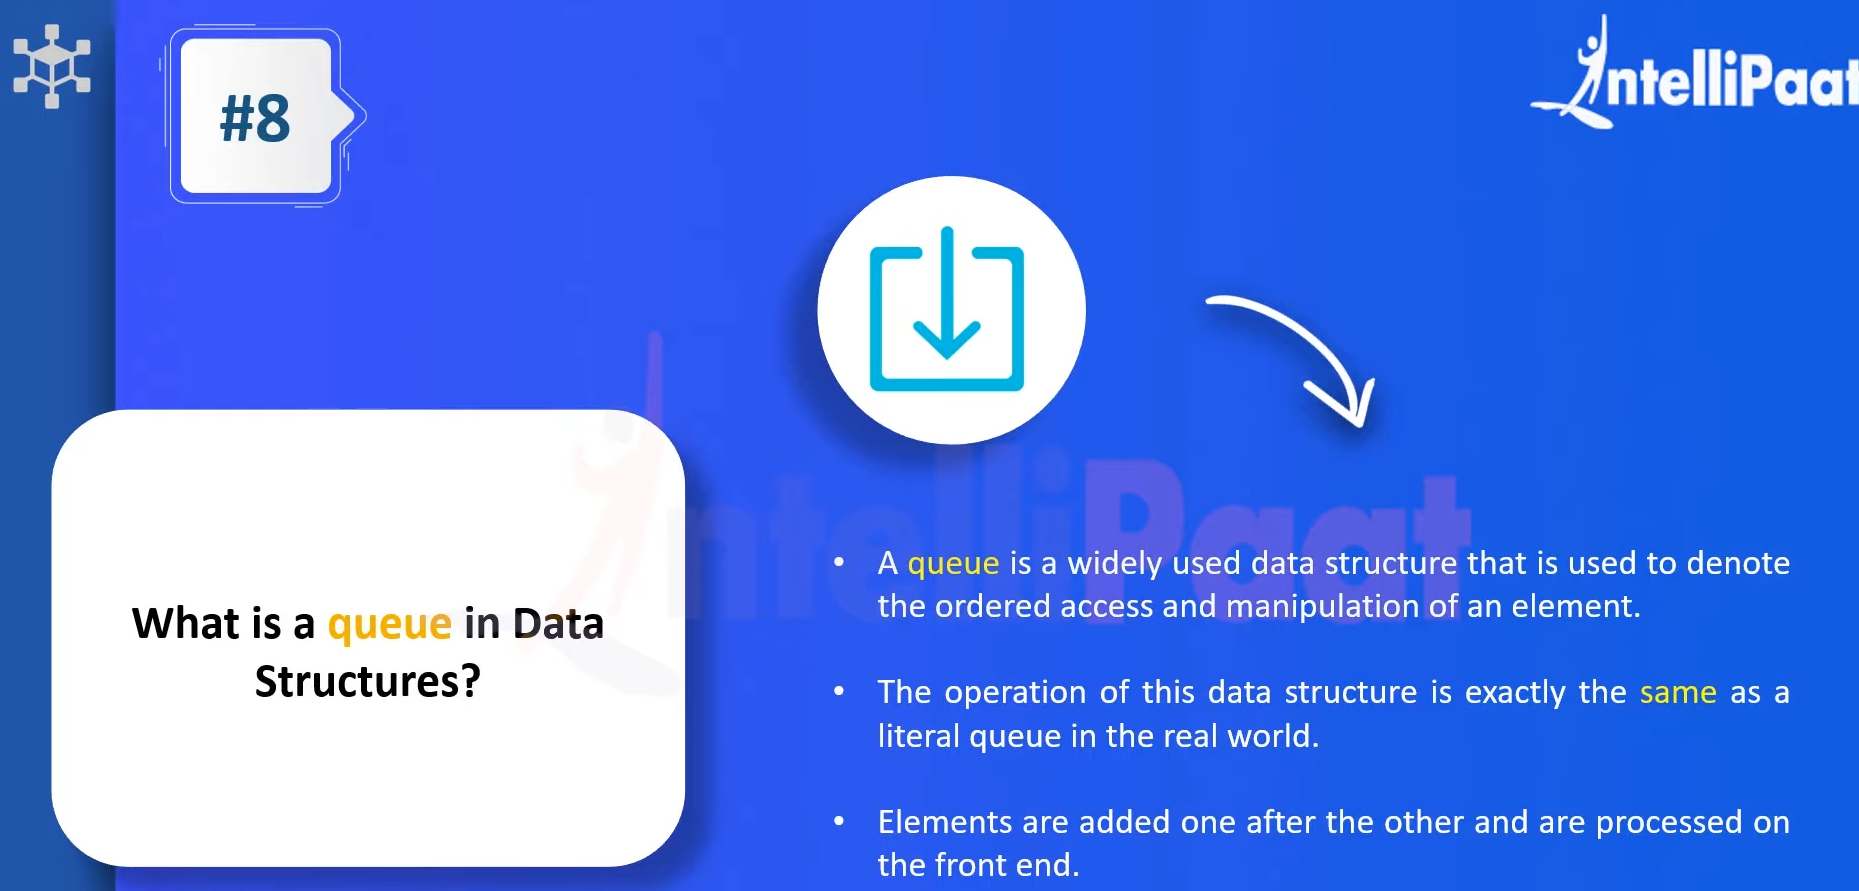 #8
IntelliPaat
What is a queue in Data
Structures?
IntelliPaat
• A queue is a widely used data structure that is used to denote
the ordered access and manipulation of an element.
• The operation of this data structure is exactly the same as a
literal queue in the real world.
• Elements are added one after the other and are processed on
the front end.